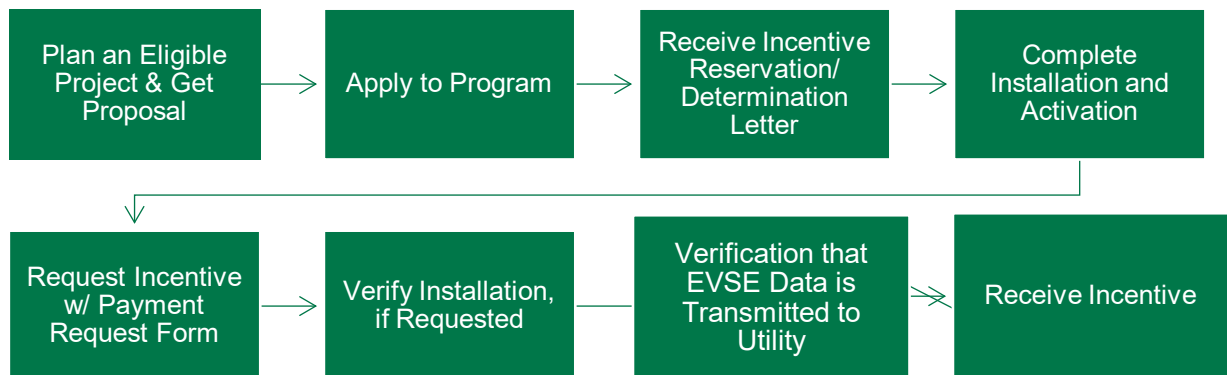 Plan an Eligible
Project & Get
Proposal
Apply to Program
Receive Incentive
Reservation/
Determination
Letter
Complete
Installation and
Activation
Request Incentive
w/ Payment
Request Form
Verify Installation,
if Requested
Verification that
EVSE Data is
Transmitted to
Utility
Receive Incentive